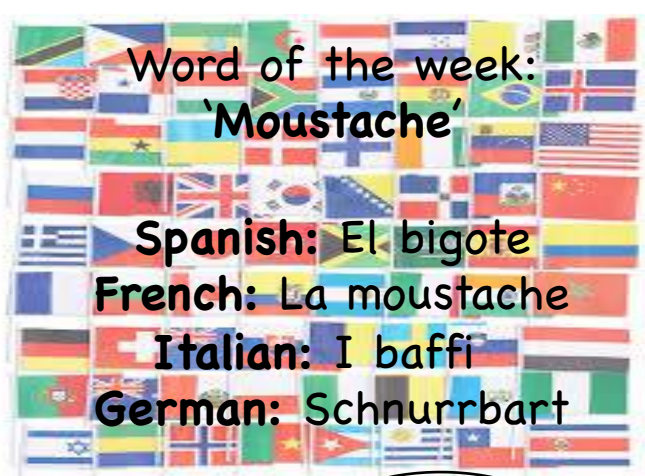 Word of the week:
‘Moustache’
Spanish: El bigote
French: La moustache
Italian: I baffi
German: Schnurrbart